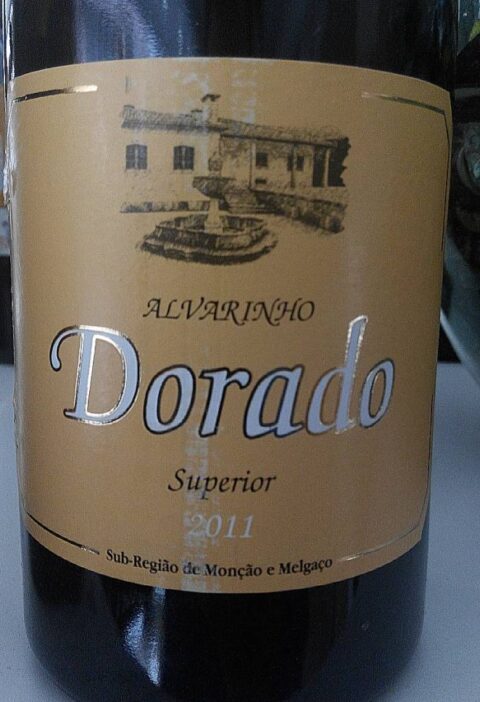 ALVARINHO
Dorado
Superior
2011
Sub-Região de Monção e Melgaço